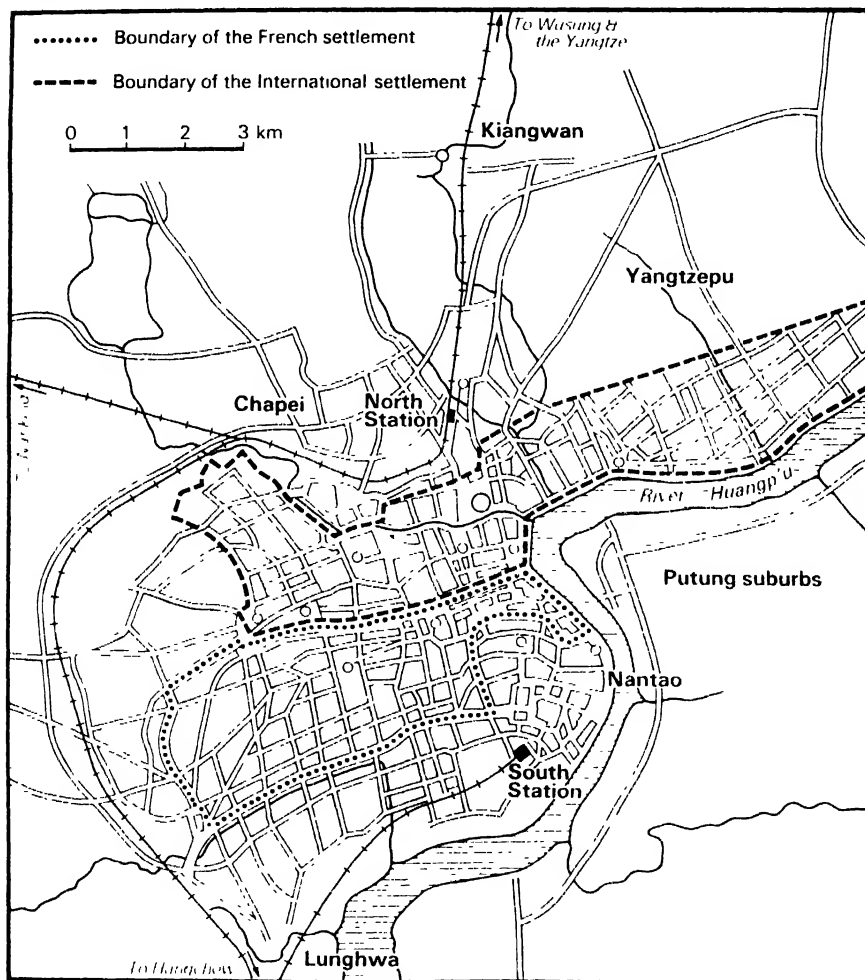 To Wusung &
the Yangtze
Boundary of the French settlement
Boundary of the International settlement
0 1 2 3 km
Kiangwan
Yangtzepu
Chapei
North
Station
River Huangp'u
Putung suburbs
Nantao
South
Station
To Hangchow
Lunghwa